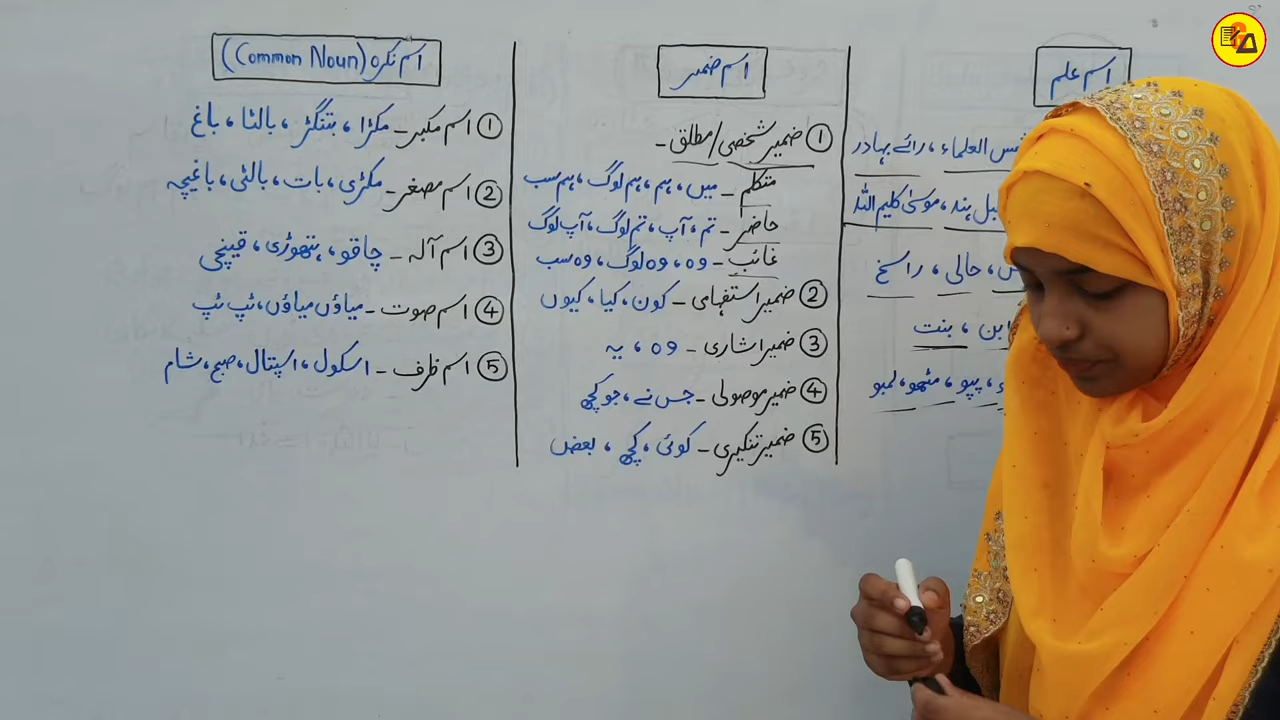 اسم علم
شمس العلماء، رائے بہادر
بل ہند، موسیٰ کلیم اللہ
حالی، راسخ
ابن، بنت
پپو، مٹھو، لمبو
اسم ضمیر
① ضمیر شخصی/مطلق -
متکلم - میں، ہم، ہم لوگ، ہم سب
حاضر - تم، آپ، تم لوگ، آپ لوگ
غائب - وہ، وہ لوگ، وہ سب
② ضمیر استفہامی - کون، کیا، کیوں
③ ضمیر اشاری - وہ، یہ
④ ضمیر موصولی - جس نے، جو کچھ
⑤ ضمیر تنکیری - کوئی، کچھ، بعض
اسم نکرہ (Common Noun)
① اسم مکبر - مکڑا، بتنگڑ، بالٹا، باغ
② اسم مصغر - مکڑی، بات، بالٹی، باغیچہ
③ اسم آلہ - چاقو، ہتھوڑی، قینچی
④ اسم صوت - میاؤں میاؤں، ٹپ ٹپ
⑤ اسم ظرف - اسکول، اسپتال، صبح، شام